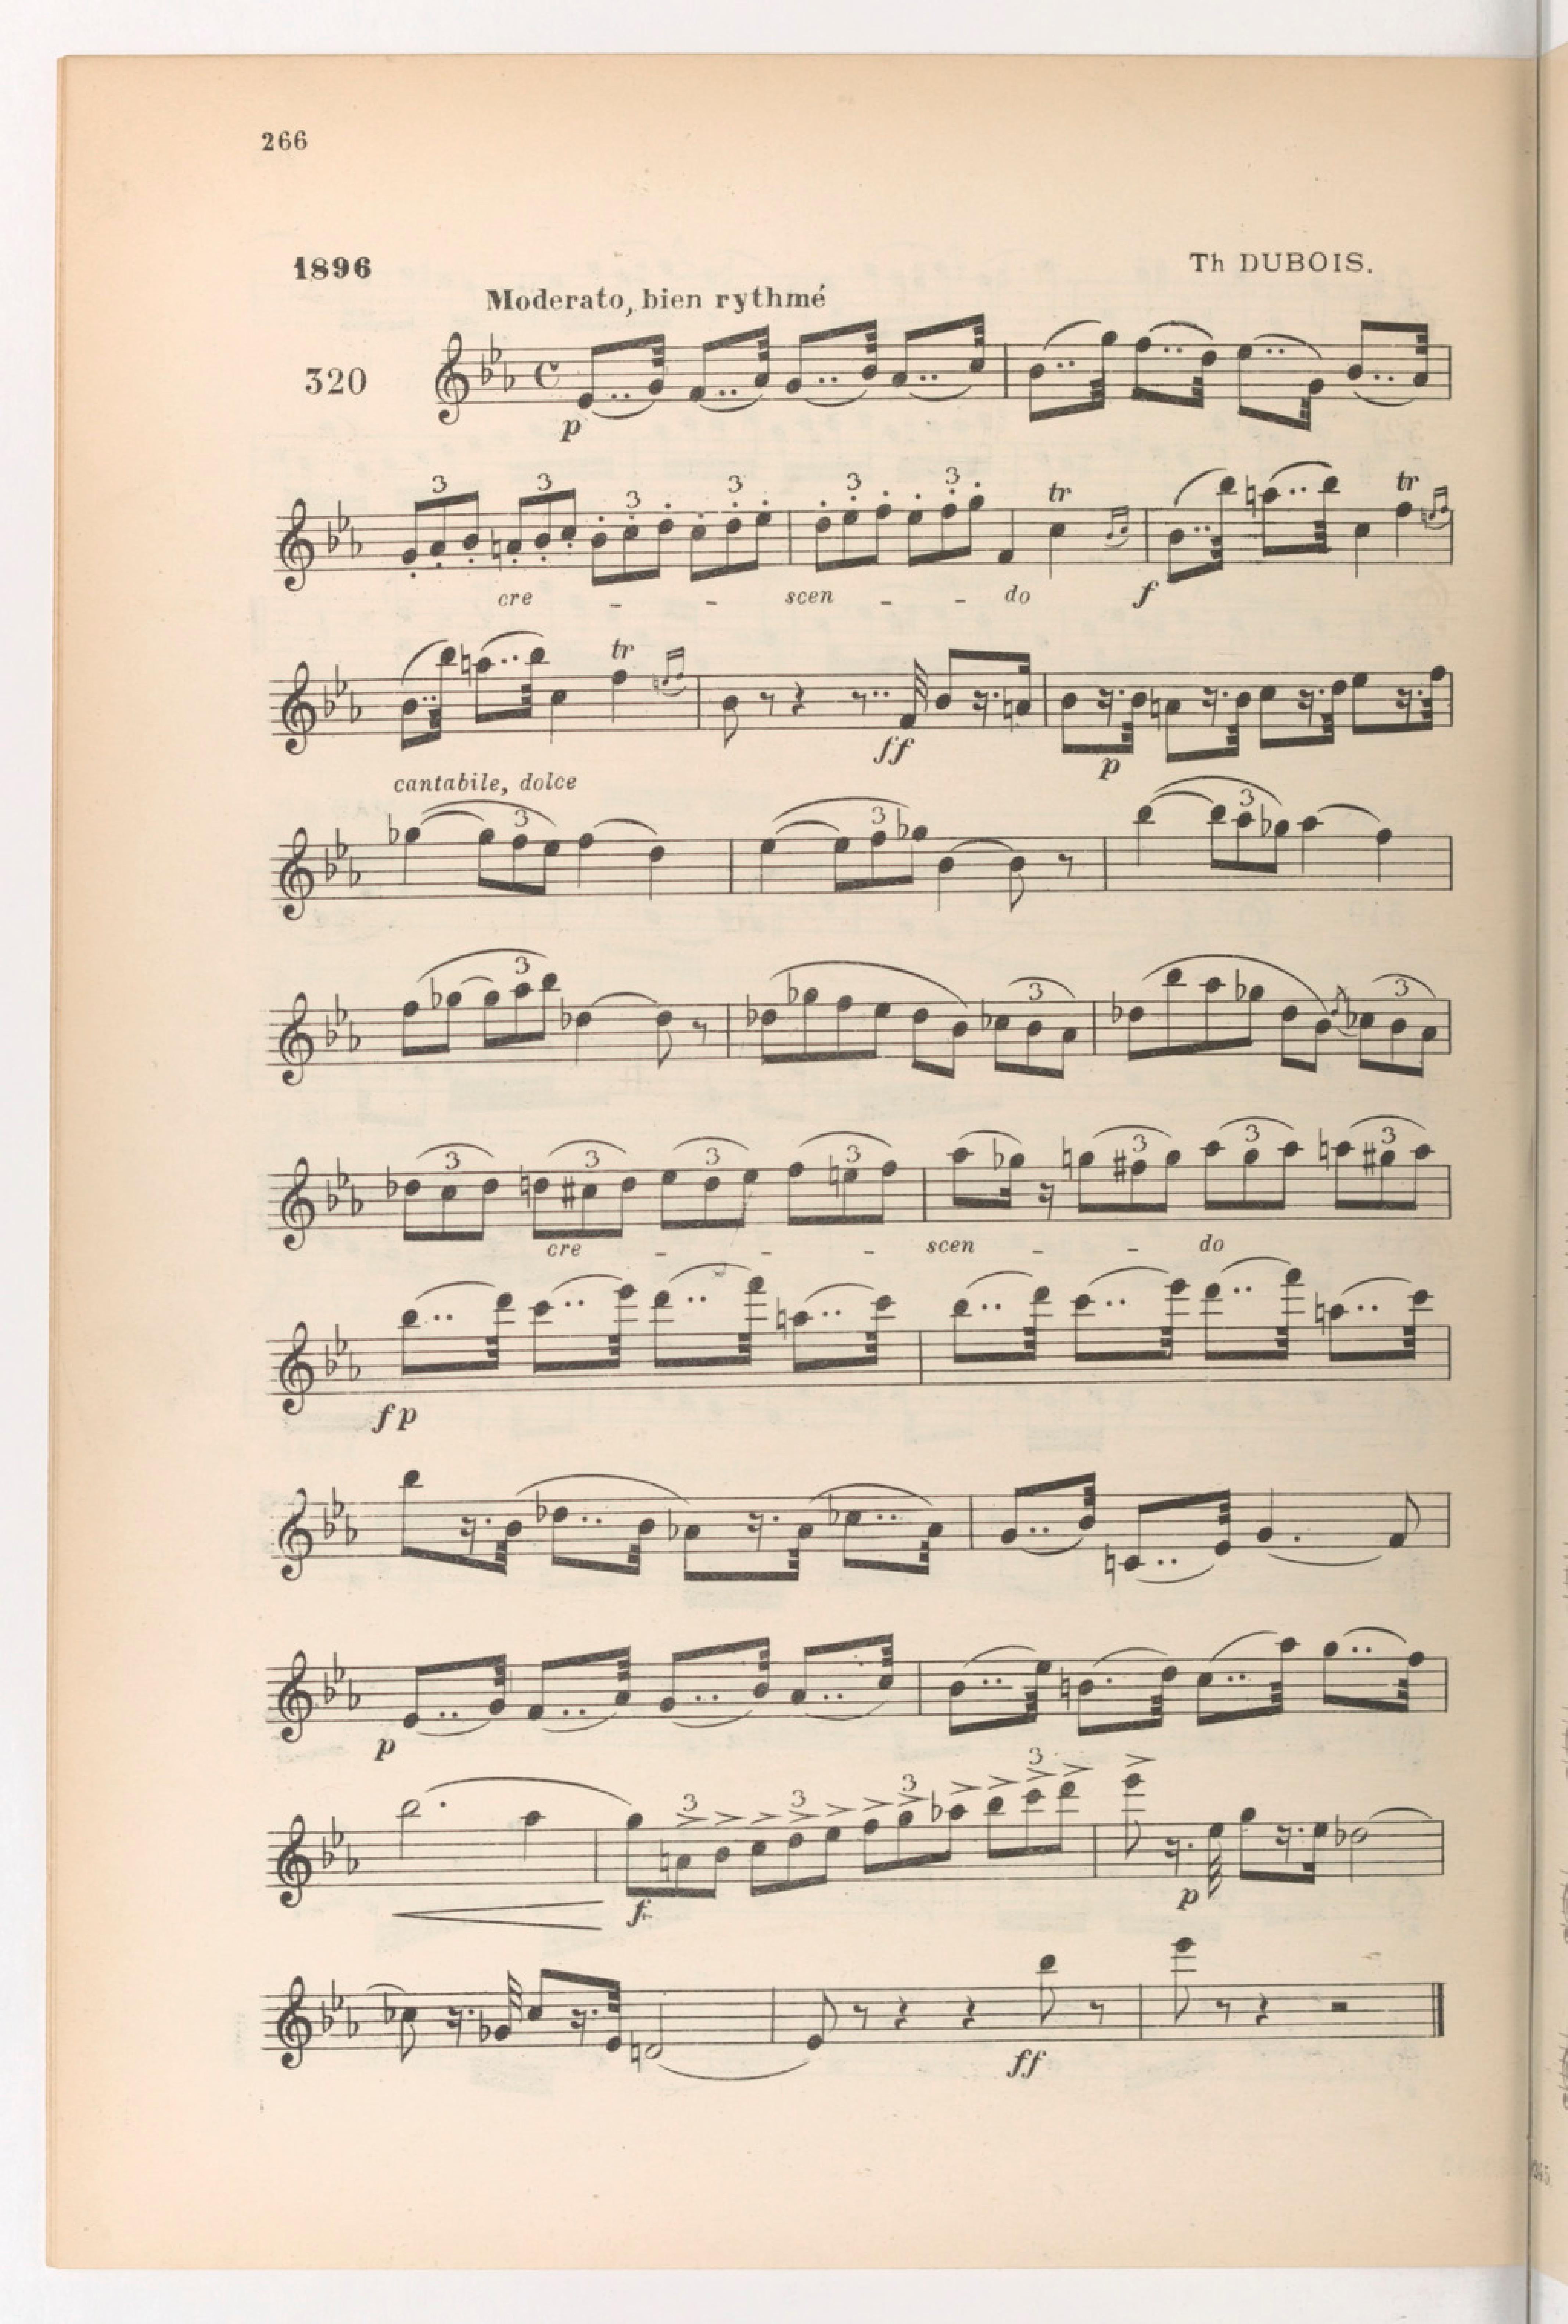 266
1896 Th DUBOIS.
Moderato, bien rythmé
320
p
3 3 3 3 3 3 tr tr
cre - - scen - - do f
tr
ff p
cantabile, dolce
3 3 3
3 3 3
3 3 3 3 3 3 3
cre - - - scen - - do
fp
p
3 3 3 3
f p
ff